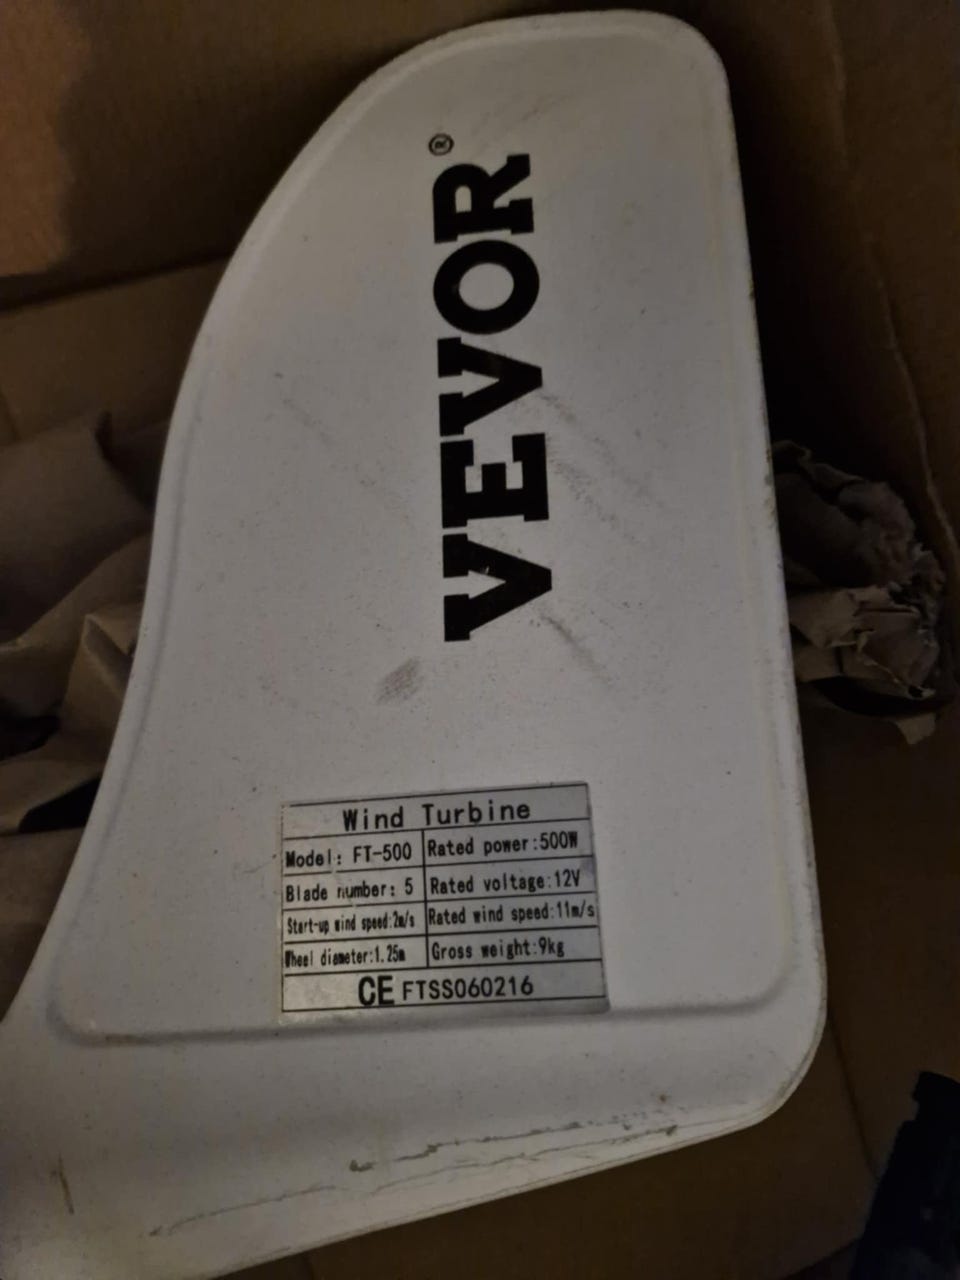 VEVOR®
Wind Turbine
Model: FT-500 Rated power:500W
Blade number: 5 Rated voltage:12V
Start-up wind speed:2m/s Rated wind speed:11m/s
Wheel diameter:1.25m Gross weight:9kg
CE FTSS060216